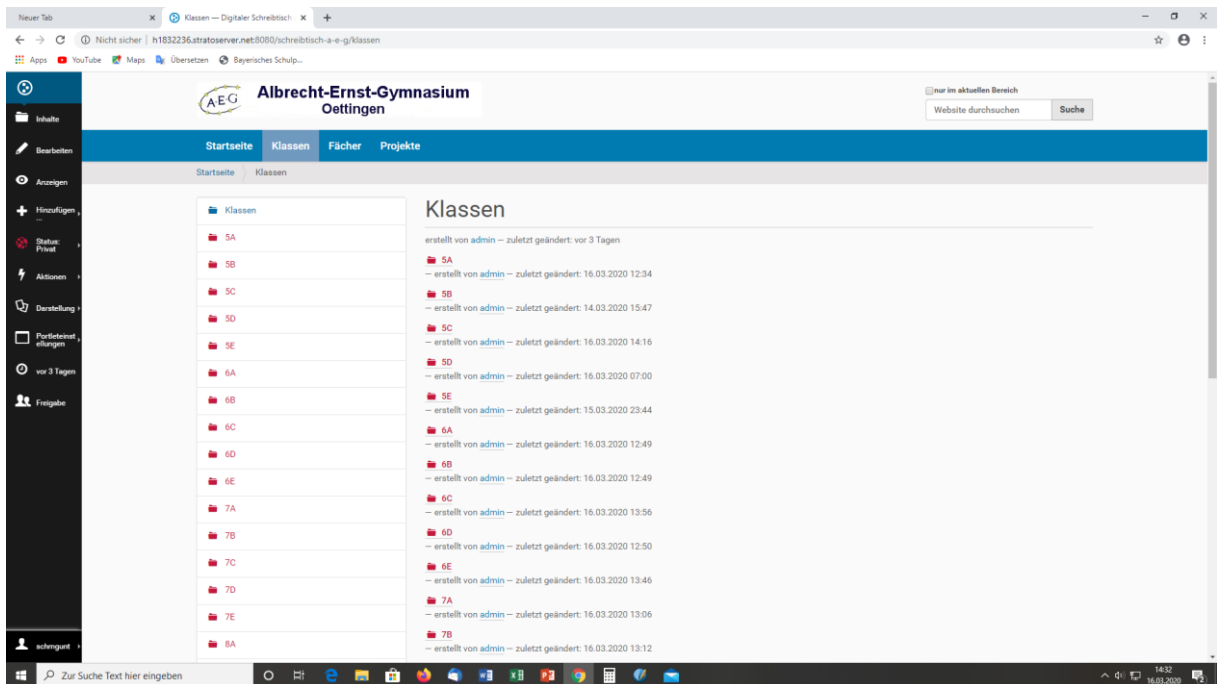 Neuer Tab
Klassen — Digitaler Schreibtisch
Nicht sicher | h1832236.stratoserver.net:8080/schreibtisch-a-e-g/klassen
Apps YouTube Maps Übersetzen Bayerisches Schulp...
A·E·G
Albrecht-Ernst-Gymnasium
Oettingen
nur im aktuellen Bereich
Website durchsuchen Suche
Startseite Klassen Fächer Projekte
Startseite Klassen
Inhalte
Bearbeiten
Anzeigen
Hinzufügen
...
Status:
Privat
Aktionen
Darstellung
Portleteinst
ellungen
vor 3 Tagen
Freigabe
schmgunt
Klassen
5A
5B
5C
5D
5E
6A
6B
6C
6D
6E
7A
7B
7C
7D
7E
8A
Klassen
erstellt von admin — zuletzt geändert: vor 3 Tagen
5A
— erstellt von admin — zuletzt geändert: 16.03.2020 12:34
5B
— erstellt von admin — zuletzt geändert: 14.03.2020 15:47
5C
— erstellt von admin — zuletzt geändert: 16.03.2020 14:16
5D
— erstellt von admin — zuletzt geändert: 16.03.2020 07:00
5E
— erstellt von admin — zuletzt geändert: 15.03.2020 23:44
6A
— erstellt von admin — zuletzt geändert: 16.03.2020 12:49
6B
— erstellt von admin — zuletzt geändert: 16.03.2020 12:49
6C
— erstellt von admin — zuletzt geändert: 16.03.2020 13:56
6D
— erstellt von admin — zuletzt geändert: 16.03.2020 12:50
6E
— erstellt von admin — zuletzt geändert: 16.03.2020 13:46
7A
— erstellt von admin — zuletzt geändert: 16.03.2020 13:06
7B
— erstellt von admin — zuletzt geändert: 16.03.2020 13:12
Zur Suche Text hier eingeben
14:32
16.03.2020